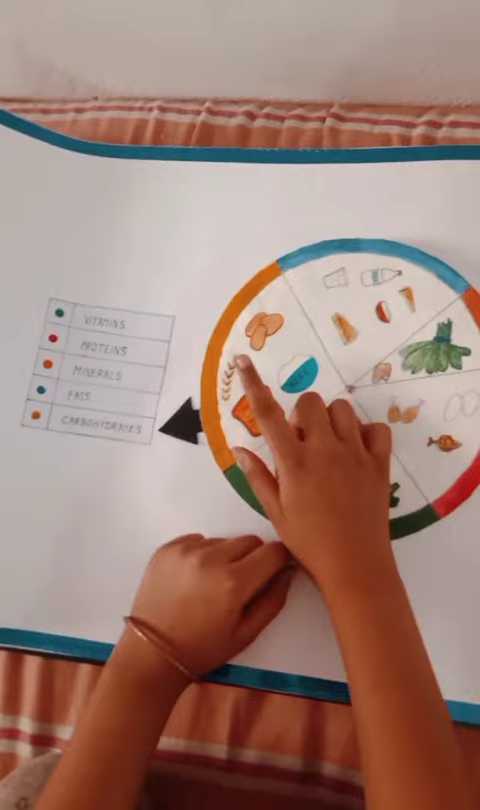 VITAMINS
PROTEINS
MINERALS
FATS
CARBOHYDRATES